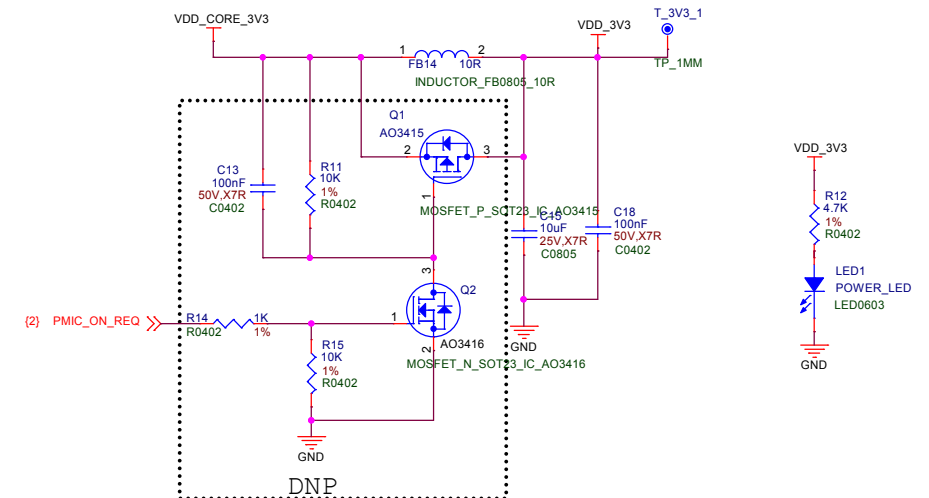 VDD_CORE_3V3
VDD_3V3
T_3V3_1
1
2
FB14
10R
TP_1MM
INDUCTOR_FB0805_10R
Q1
AO3415
2
3
1
MOSFET_P_SOT23_IC_AO3415
C13
100nF
50V,X7R
C0402
R11
10K
1%
R0402
C15
10uF
25V,X7R
C0805
C18
100nF
50V,X7R
C0402
VDD_3V3
R12
4.7K
1%
R0402
LED1
POWER_LED
LED0603
GND
3
Q2
1
AO3416
2
MOSFET_N_SOT23_IC_AO3416
GND
{2} PMIC_ON_REQ
R14
1K
R0402
1%
R15
10K
1%
R0402
GND
DNP